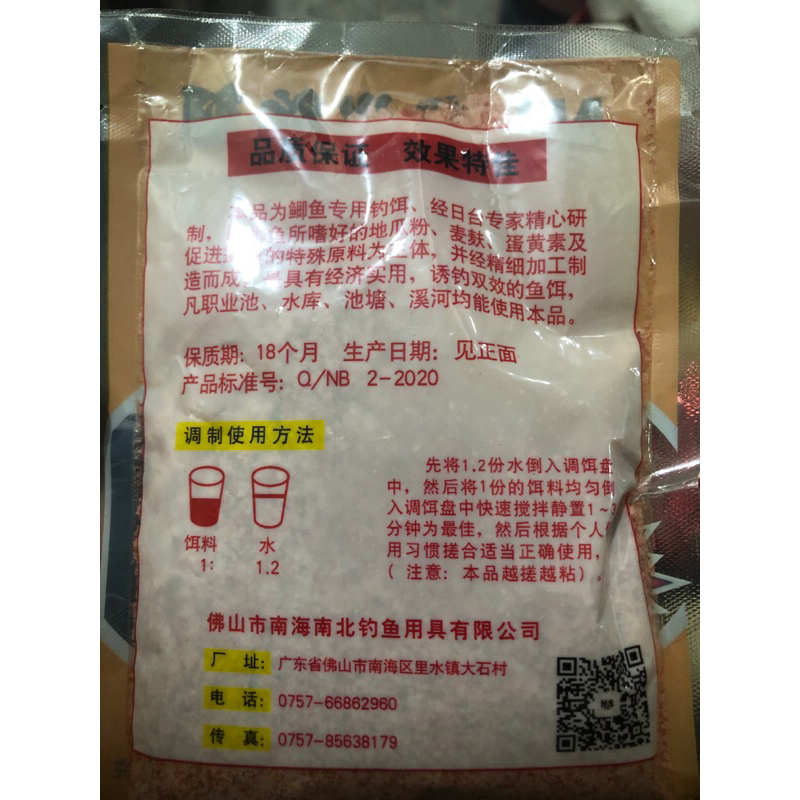 品质保证 效果特性
本品为鲫鱼专用钓饵、经日台专家精心研
制，鱼所嗜好的地瓜粉、麦麸、蛋黄素及
促进的特殊原料为主体，并经精细加工制
造而成具有经济实用，诱钓双效的鱼饵，
凡职业池、水库、池塘、溪河均能使用本品。
保质期：18个月 生产日期：见正面
产品标准号：Q/NB 2-2020
调制使用方法
先将1.2份水倒入调饵盘
中，然后将1份的饵料均匀倒
入调饵盘中快速搅拌静置1~3
分钟为最佳，然后根据个人
用习惯搓合适当正确使用，
（注意：本品越搓越粘）。
饵料 水
1: 1.2
佛山市南海南北钓鱼用具有限公司
厂 址：广东省佛山市南海区里水镇大石村
电 话：0757-66862960
传 真：0757-85638179